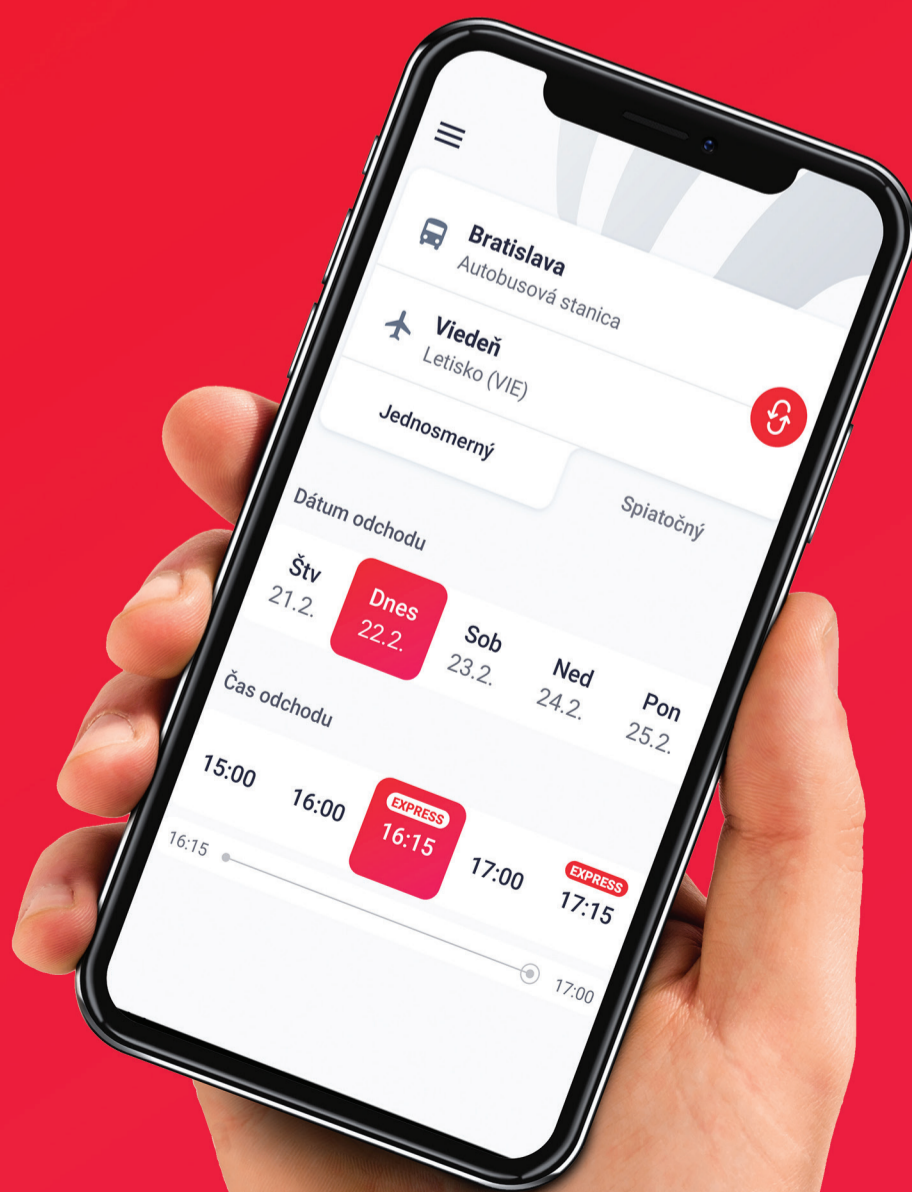 Bratislava
Autobusová stanica
Viedeň
Letisko (VIE)
Jednosmerný
Spiatočný
Dátum odchodu
Štv
21.2.
Dnes
22.2.
Sob
23.2.
Ned
24.2.
Pon
25.2.
Čas odchodu
15:00
16:00
EXPRESS
16:15
17:00
EXPRESS
17:15
16:15
17:00